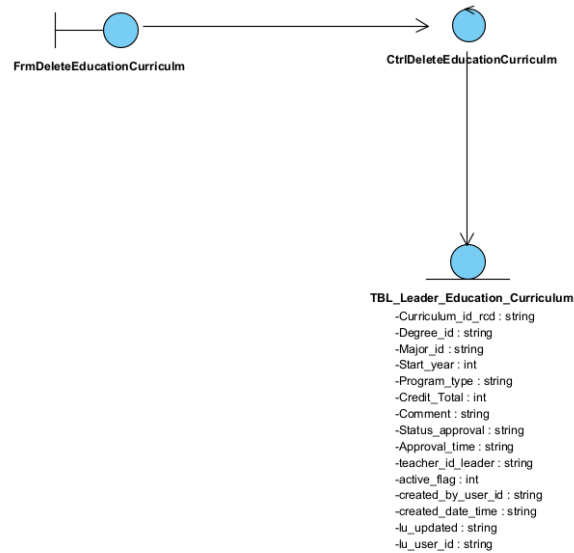 FrmDeleteEducationCurriculm
CtrlDeleteEducationCurriculm
TBL_Leader_Education_Curriculum
-Curriculum_id_rcd : string
-Degree_id : string
-Major_id : string
-Start_year : int
-Program_type : string
-Credit_Total : int
-Comment : string
-Status_approval : string
-Approval_time : string
-teacher_id_leader : string
-active_flag : int
-created_by_user_id : string
-created_date_time : string
-lu_updated : string
-lu_user_id : string